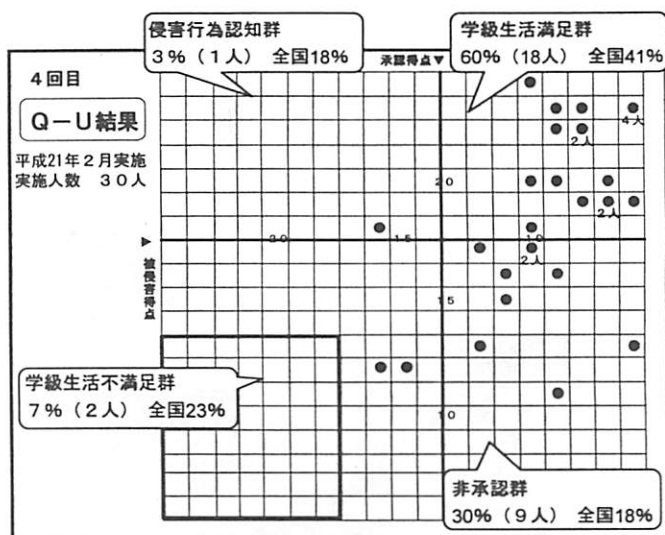 侵害行為認知群
3%(1人) 全国18%
承認得点▼
学級生活満足群
60%(18人) 全国41%
4回目
Q-U結果
平成21年2月実施
実施人数 30人
4人
2人
20
2人
▶
20
15
10
2人
被侵害得点
15
学級生活不満足群
7%(2人) 全国23%
10
非承認群
30%(9人) 全国18%